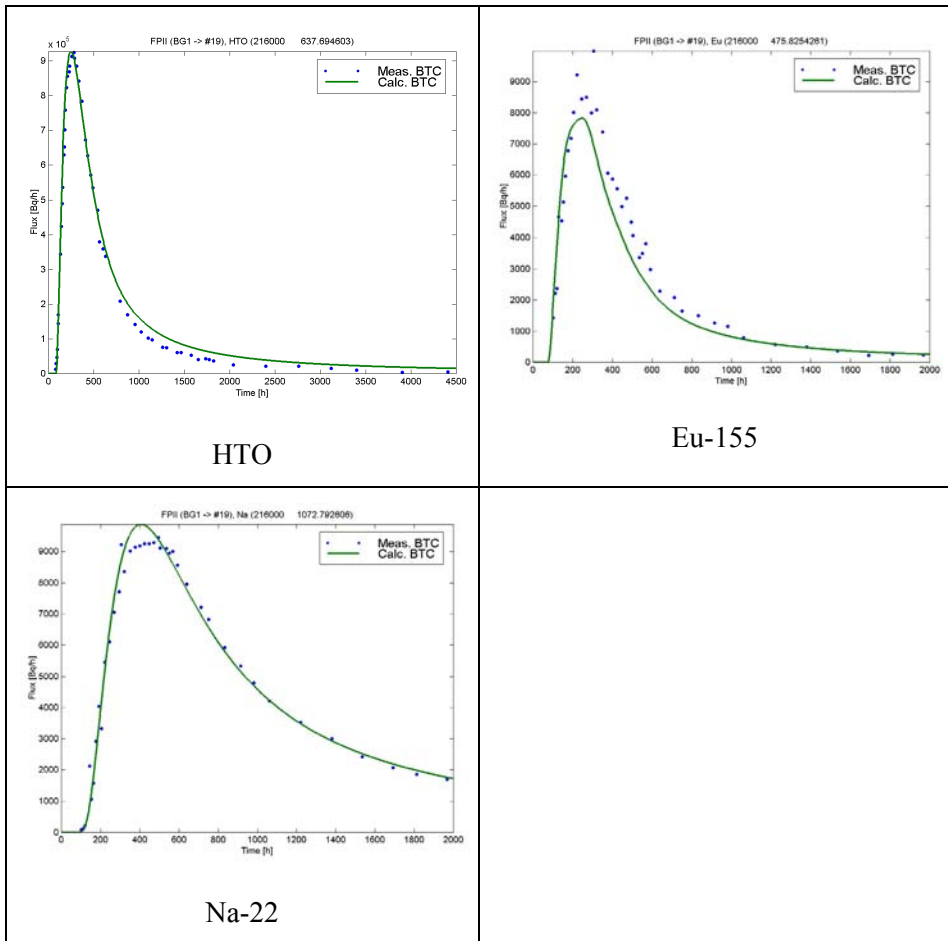 x 10⁵
FPII (BG1 -> #19), HTO (216000 637.694603)
Meas. BTC
Calc. BTC
9
8
7
6
5
4
3
2
1
0
Flux [Bq/h]
0 500 1000 1500 2000 2500 3000 3500 4000 4500
Time [h]
HTO
FPII (BG1 -> #19), Eu (216000 475.8254261)
Meas. BTC
Calc. BTC
9000
8000
7000
6000
5000
4000
3000
2000
1000
0
Flux [Bq/h]
0 200 400 600 800 1000 1200 1400 1600 1800 2000
Time [h]
Eu-155
FPII (BG1 -> #19), Na (216000 1072.792606)
Meas. BTC
Calc. BTC
9000
8000
7000
6000
5000
4000
3000
2000
1000
0
Flux [Bq/h]
0 200 400 600 800 1000 1200 1400 1600 1800 2000
Time [h]
Na-22